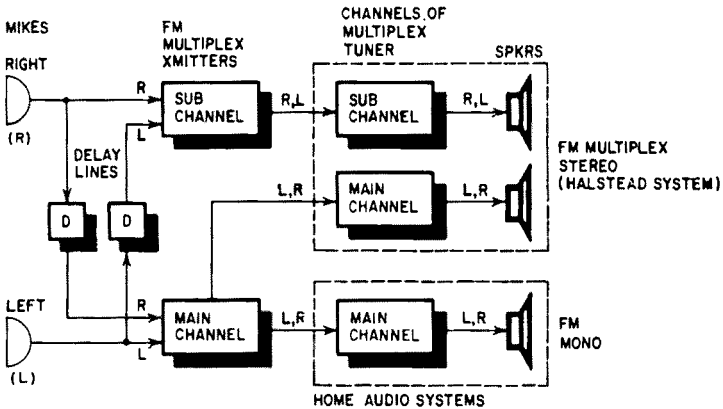 MIKES
RIGHT
(R)
FM
MULTIPLEX
XMITTERS
CHANNELS OF
MULTIPLEX
TUNER
SPKRS
R
L
SUB
CHANNEL
R,L
SUB
CHANNEL
R,L
DELAY
LINES
D
D
L,R
MAIN
CHANNEL
L,R
FM MULTIPLEX
STEREO
(HALSTEAD SYSTEM)
LEFT
(L)
R
L
MAIN
CHANNEL
L,R
MAIN
CHANNEL
L,R
FM
MONO
HOME AUDIO SYSTEMS